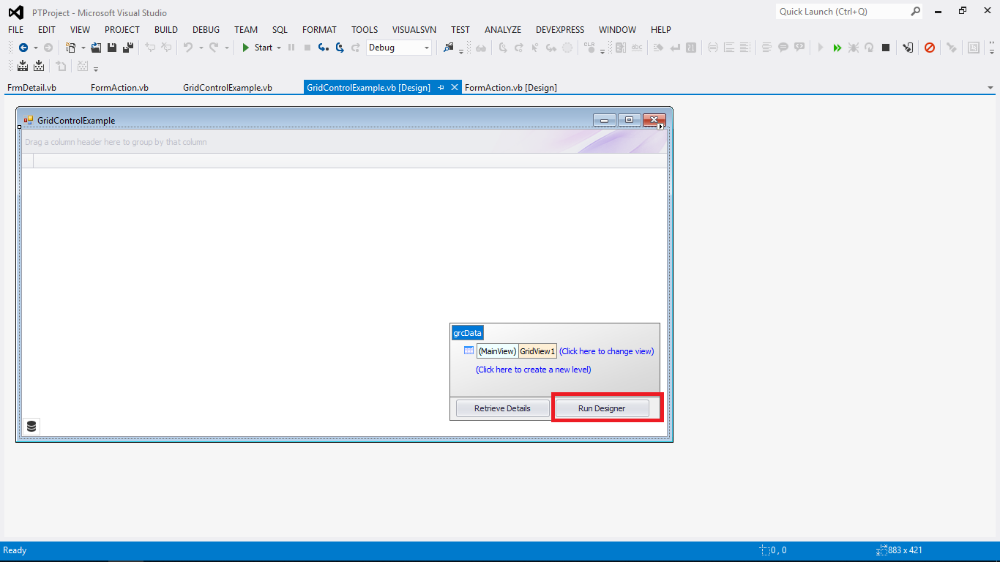 PTProject - Microsoft Visual Studio
Quick Launch (Ctrl+Q)
FILE EDIT VIEW PROJECT BUILD DEBUG TEAM SQL FORMAT TOOLS VISUALSVN TEST ANALYZE DEVEXPRESS WINDOW HELP
Start Debug
FrmDetail.vb FormAction.vb GridControlExample.vb GridControlExample.vb [Design] FormAction.vb [Design]
GridControlExample
Drag a column header here to group by that column
grcData
(MainView) GridView1 (Click here to change view)
(Click here to create a new level)
Retrieve Details Run Designer
Ready 0 , 0 883 x 421